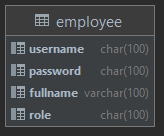 employee
username char(100)
password char(100)
fullname varchar(100)
role char(100)